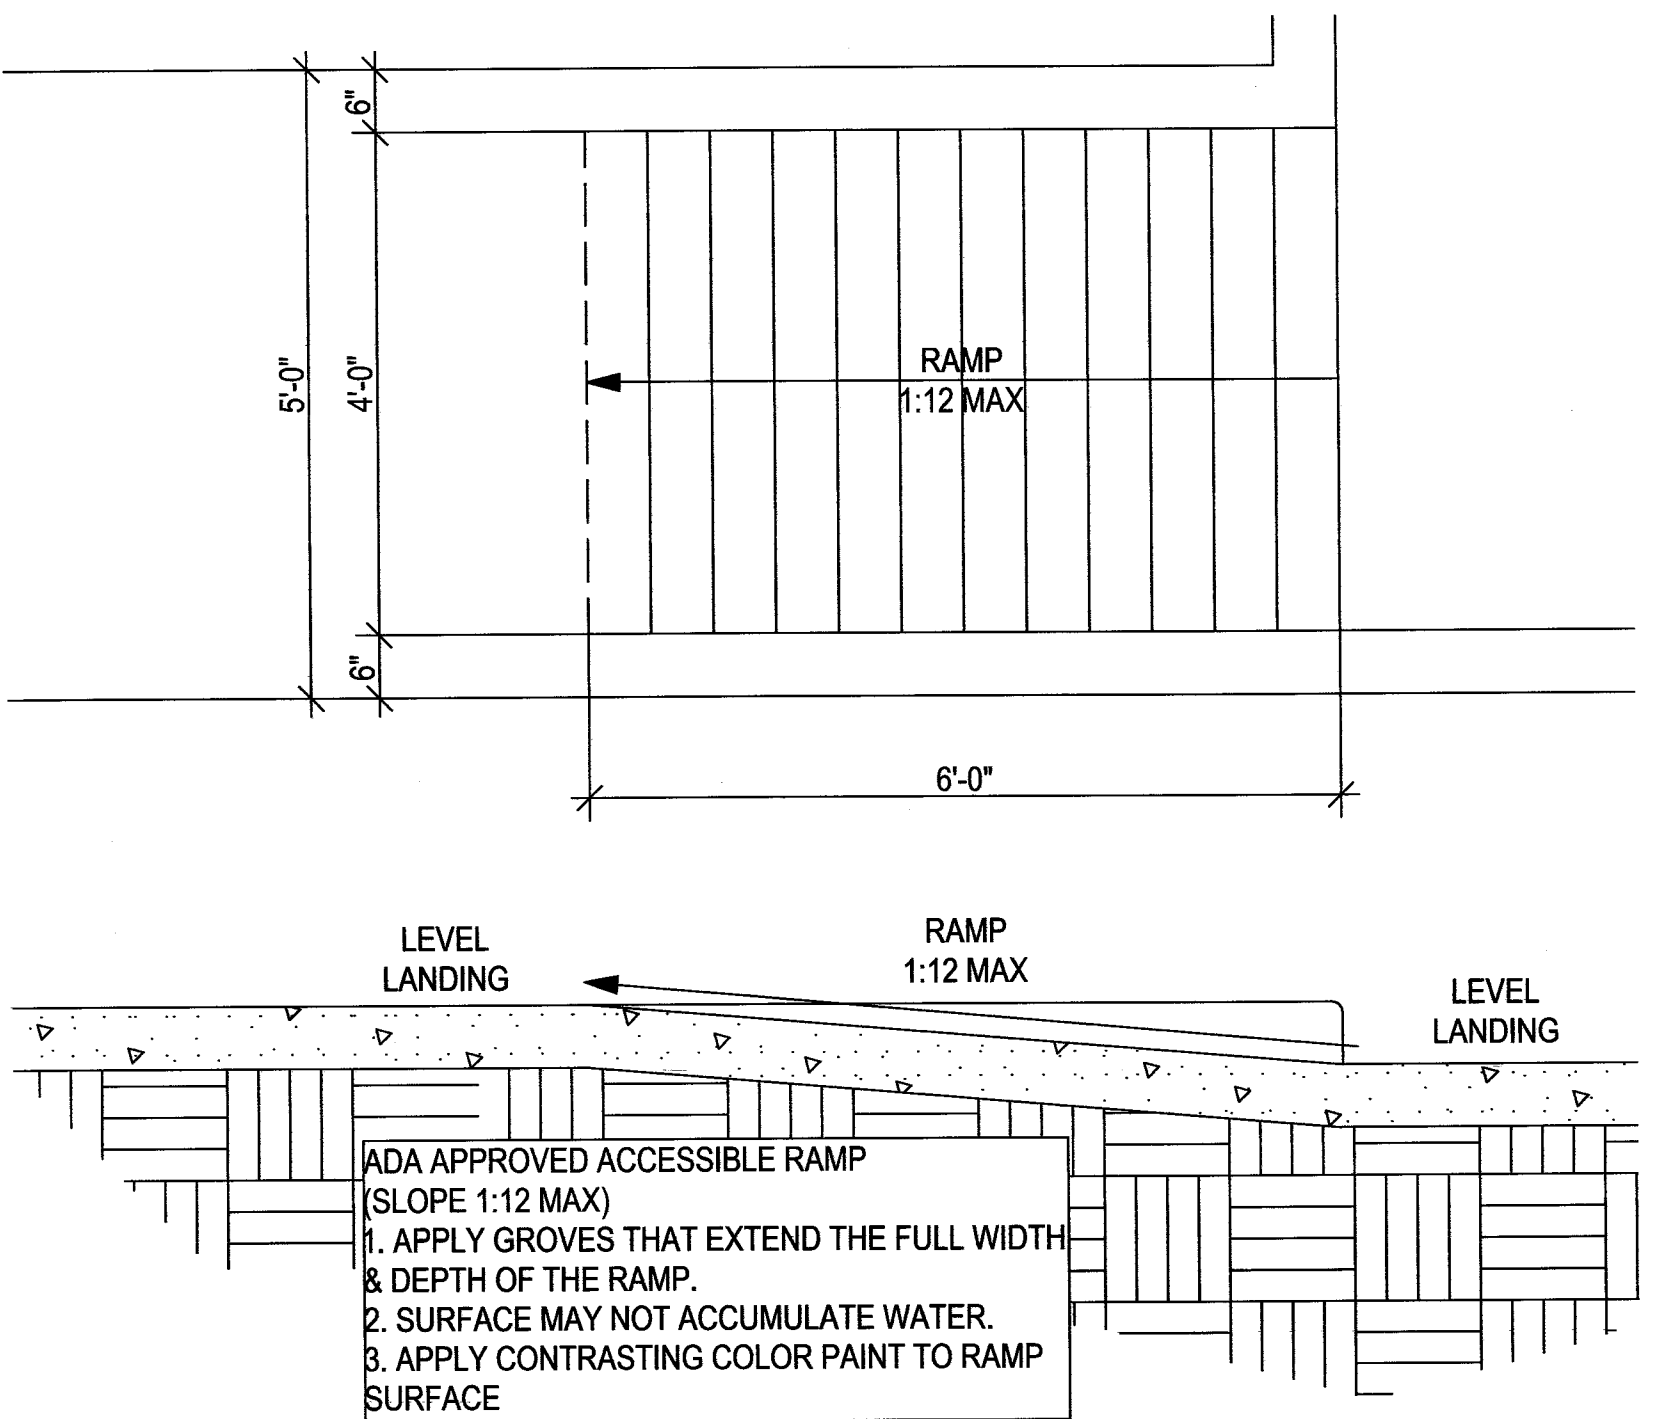 6"
5'-0"
4'-0"
6"
RAMP
1:12 MAX
6'-0"
LEVEL
LANDING
RAMP
1:12 MAX
LEVEL
LANDING
ADA APPROVED ACCESSIBLE RAMP
(SLOPE 1:12 MAX)
1. APPLY GROVES THAT EXTEND THE FULL WIDTH
& DEPTH OF THE RAMP.
2. SURFACE MAY NOT ACCUMULATE WATER.
3. APPLY CONTRASTING COLOR PAINT TO RAMP
SURFACE